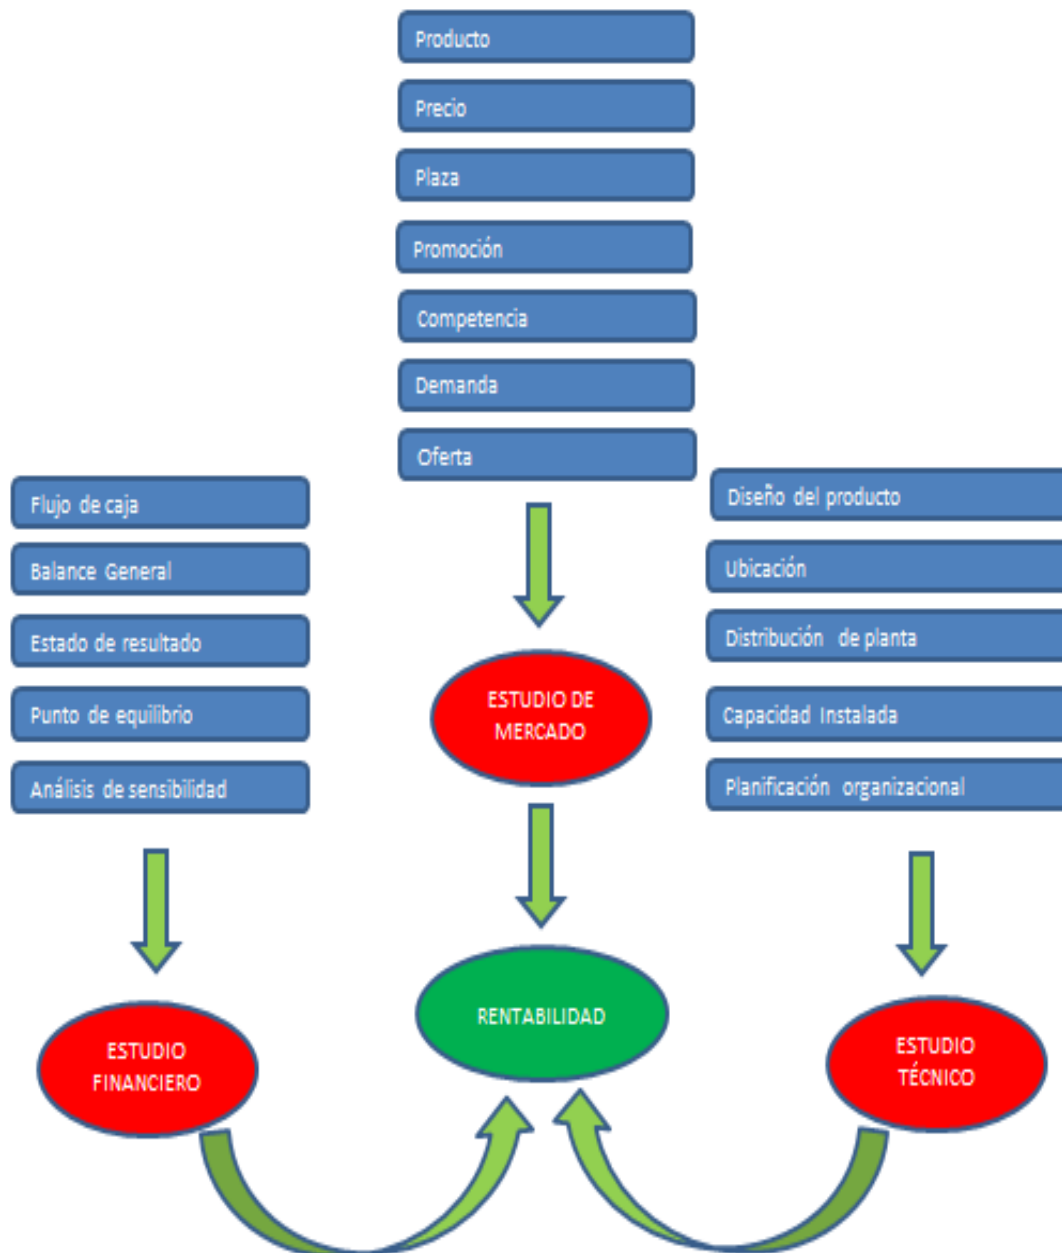 Producto
Precio
Plaza
Promoción
Competencia
Demanda
Oferta
Flujo de caja
Balance General
Estado de resultado
Punto de equilibrio
Análisis de sensibilidad
Diseño del producto
Ubicación
Distribución de planta
Capacidad Instalada
Planificación organizacional
ESTUDIO DE
MERCADO
RENTABILIDAD
ESTUDIO
FINANCIERO
ESTUDIO
TÉCNICO